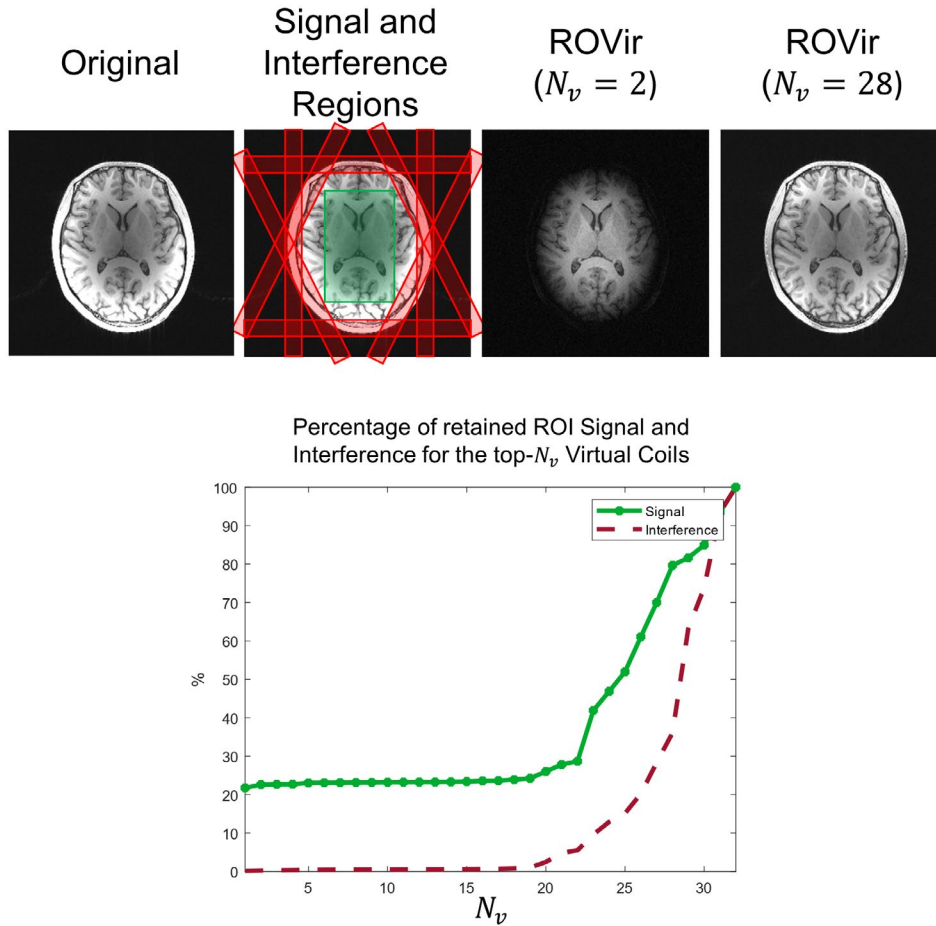 Original
Signal and
Interference
Regions
ROVir
(N_v = 2)
ROVir
(N_v = 28)
Percentage of retained ROI Signal and
Interference for the top-N_v Virtual Coils
100
90
80
70
60
50
40
30
20
10
0
%
Signal
Interference
5
10
15
20
25
30
N_v